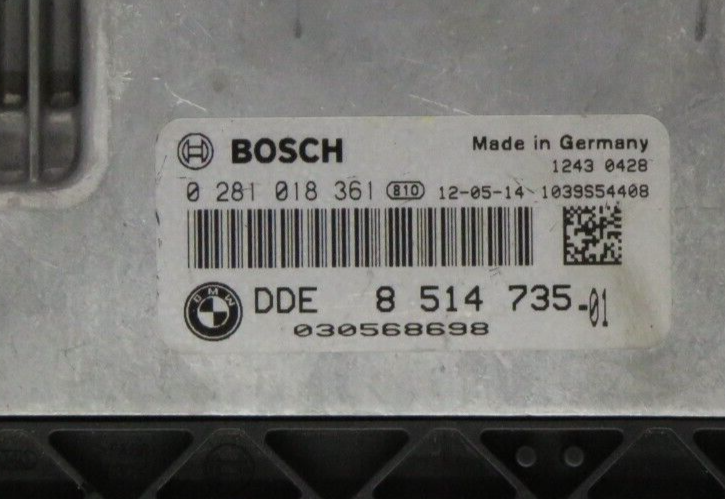 BOSCH Made in Germany
1243 0428
0 281 018 361 810 12-05-14 1039S54408
BMW DDE 8 514 735-01
030568698